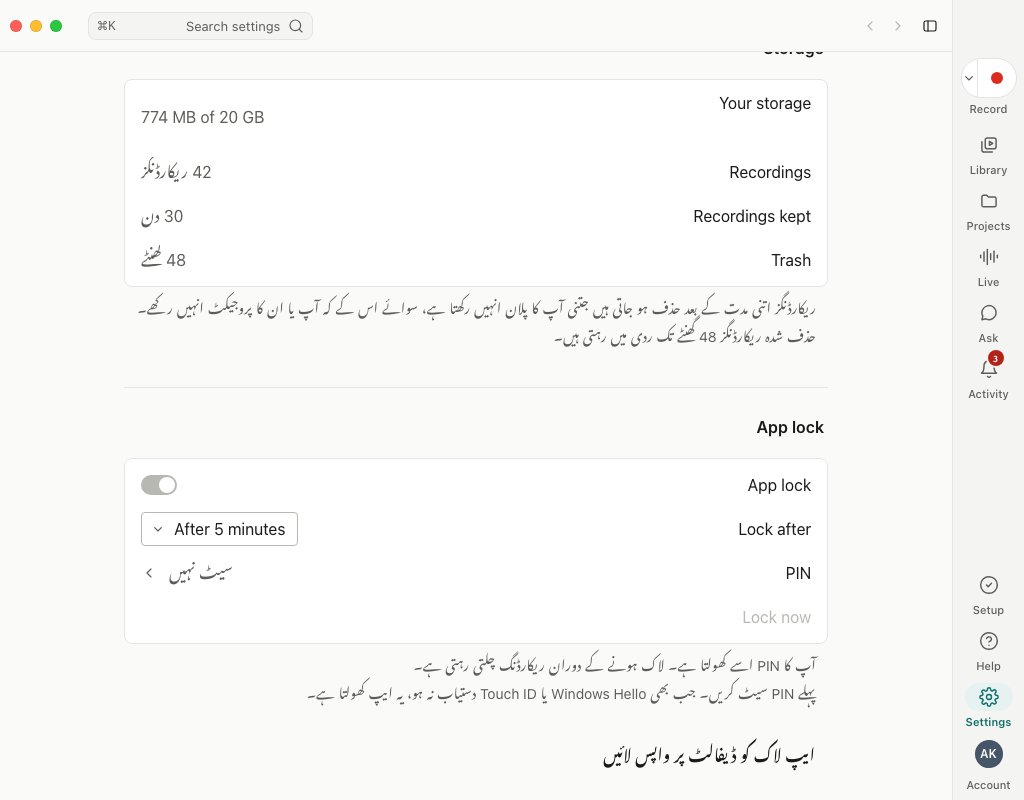 ⌘K
Search settings
Storage
Your storage
774 MB of 20 GB
Recordings
42 ریکارڈنگز
Recordings kept
30 دن
Trash
48 گھنٹے
ریکارڈنگز اتنی مدت کے بعد حذف ہو جاتی ہیں جتنی آپ کا پلان انہیں رکھتا ہے، سوائے اس کے کہ آپ یا ان کا پروجیکٹ انہیں رکھے۔
حذف شدہ ریکارڈنگز 48 گھنٹے تک ردی میں رہتی ہیں۔
App lock
App lock
Lock after
After 5 minutes
PIN
سیٹ نہیں
Lock now
آپ کا PIN اسے کھولتا ہے۔ لاک ہونے کے دوران ریکارڈنگ چلتی رہتی ہے۔
پہلے PIN سیٹ کریں۔ جب بھی Windows Hello یا Touch ID دستیاب نہ ہو، یہ ایپ کھولتا ہے۔
ایپ لاک کو ڈیفالٹ پر واپس لائیں
Record
Library
Projects
Live
Ask
3
Activity
Setup
Help
Settings
AK
Account